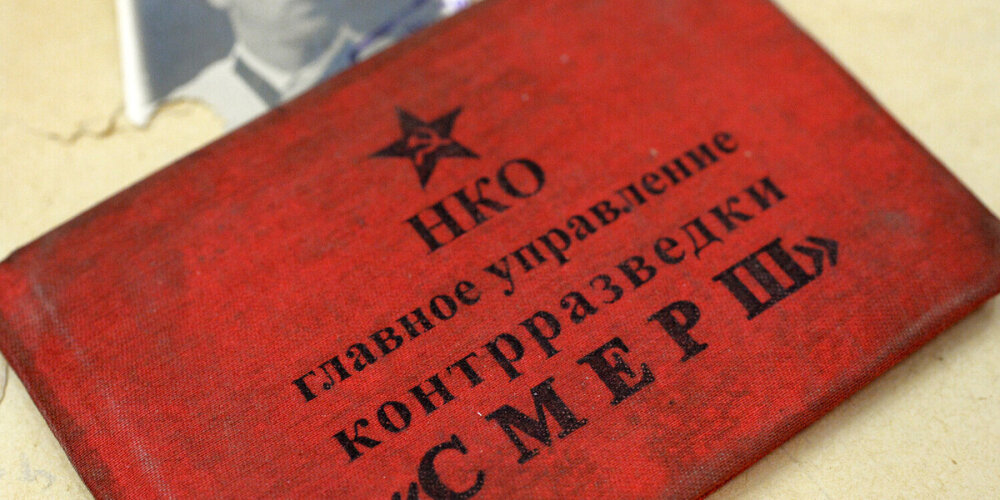 НКО
главное управление
контрразведки
«СМЕРШ»